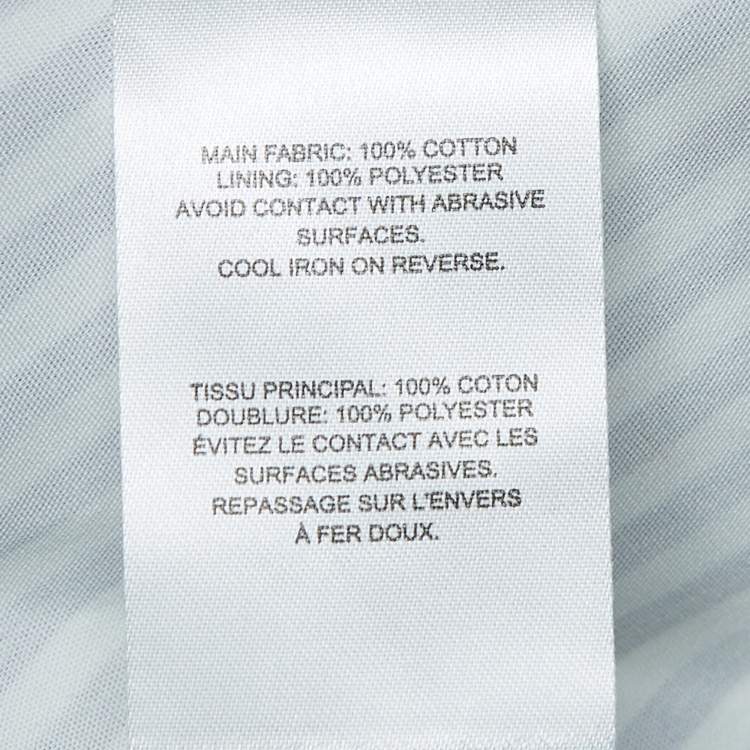 MAIN FABRIC: 100% COTTON
LINING: 100% POLYESTER
AVOID CONTACT WITH ABRASIVE
SURFACES.
COOL IRON ON REVERSE.
TISSU PRINCIPAL: 100% COTON
DOUBLURE: 100% POLYESTER
ÉVITEZ LE CONTACT AVEC LES
SURFACES ABRASIVES.
REPASSAGE SUR L'ENVERS
À FER DOUX.